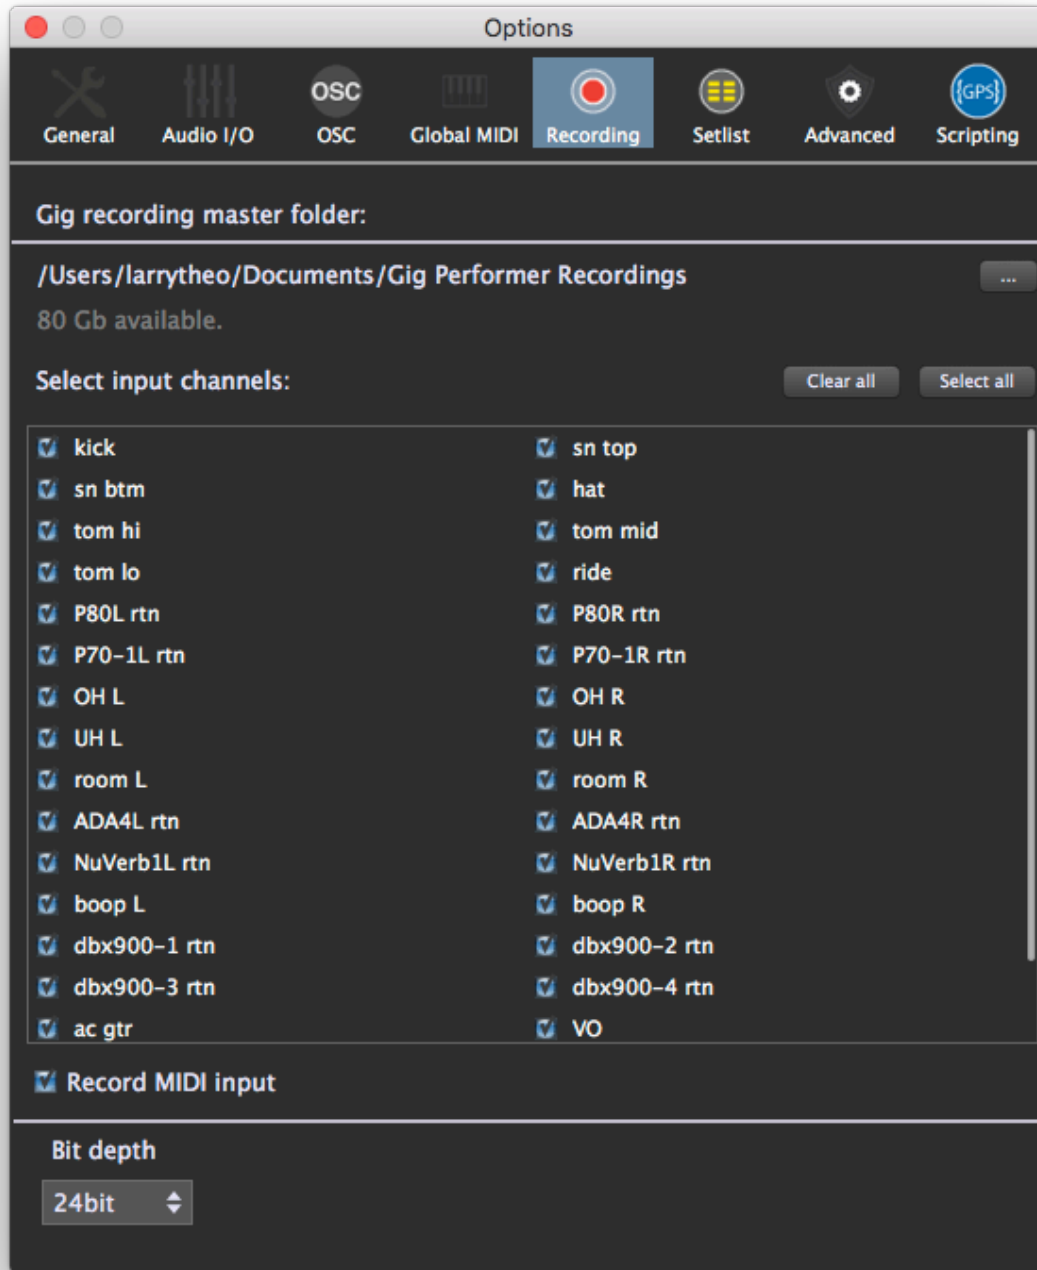 Options
General Audio I/O OSC OSC Global MIDI Recording Setlist Advanced {GPS} Scripting
Gig recording master folder:
/Users/larrytheo/Documents/Gig Performer Recordings ...
80 Gb available.
Select input channels: Clear all Select all
kick sn top
sn btm hat
tom hi tom mid
tom lo ride
P80L rtn P80R rtn
P70-1L rtn P70-1R rtn
OH L OH R
UH L UH R
room L room R
ADA4L rtn ADA4R rtn
NuVerb1L rtn NuVerb1R rtn
boop L boop R
dbx900-1 rtn dbx900-2 rtn
dbx900-3 rtn dbx900-4 rtn
ac gtr VO
Record MIDI input
Bit depth
24bit